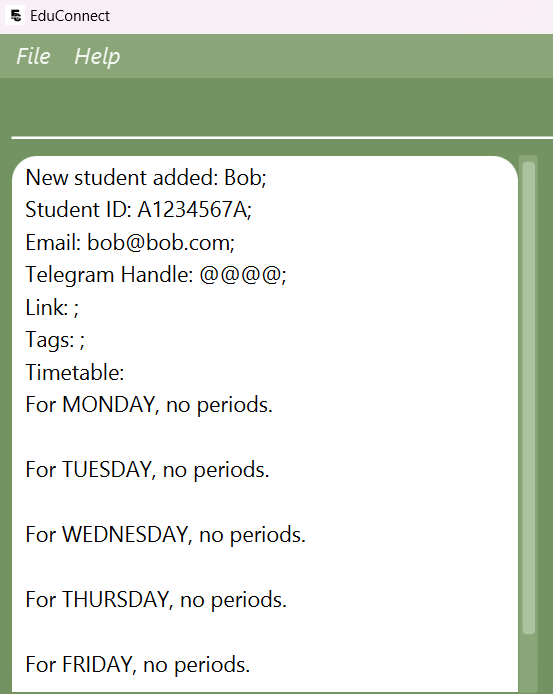 EduConnect
File Help
New student added: Bob;
Student ID: A1234567A;
Email: bob@bob.com;
Telegram Handle: @@@@;
Link: ;
Tags: ;
Timetable:
For MONDAY, no periods.
For TUESDAY, no periods.
For WEDNESDAY, no periods.
For THURSDAY, no periods.
For FRIDAY, no periods.